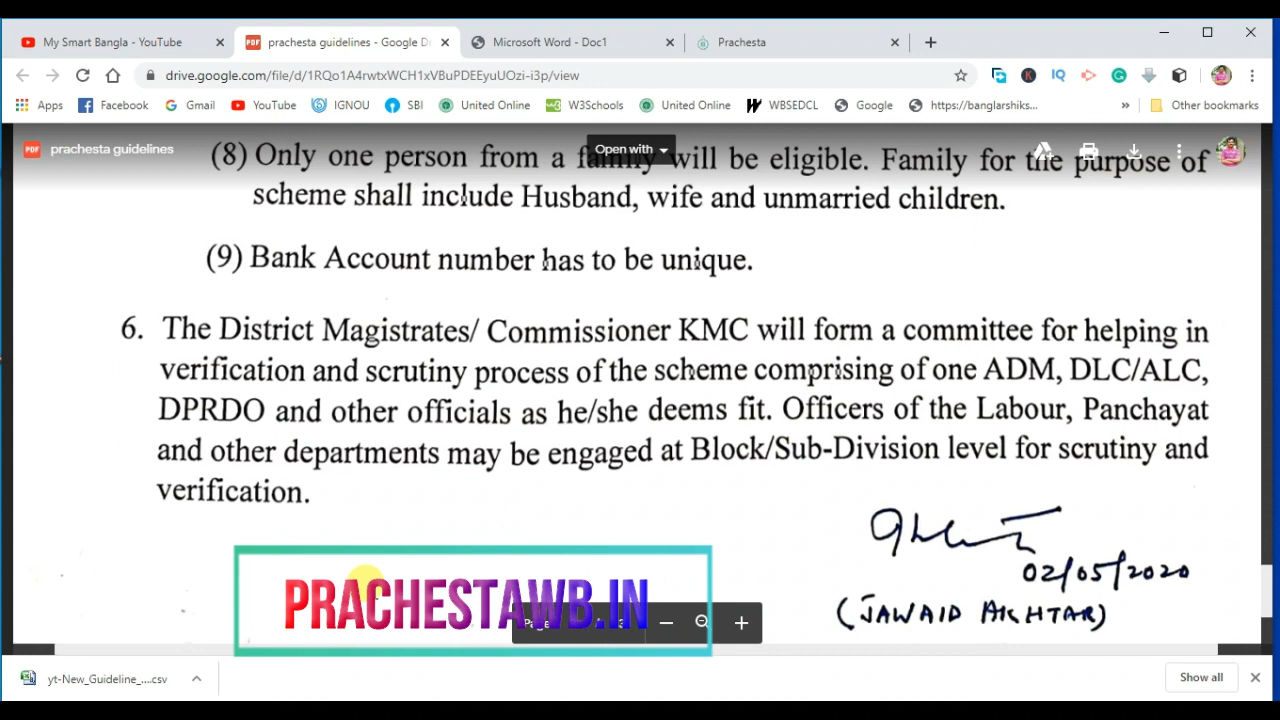 My Smart Bangla - YouTube
prachesta guidelines - Google Dr
Microsoft Word - Doc1
Prachesta
drive.google.com/file/d/1RQo1A4rwtxWCH1xVBuPDEEyuUOzi-i3p/view
Apps Facebook Gmail YouTube IGNOU SBI United Online W3Schools United Online WBSEDCL Google https://banglarshiks... » Other bookmarks
PDF prachesta guidelines
Open with
(8) Only one person from a family will be eligible. Family for the purpose of
scheme shall include Husband, wife and unmarried children.
(9) Bank Account number has to be unique.
6. The District Magistrates/ Commissioner KMC will form a committee for helping in
verification and scrutiny process of the scheme comprising of one ADM, DLC/ALC,
DPRDO and other officials as he/she deems fit. Officers of the Labour, Panchayat
and other departments may be engaged at Block/Sub-Division level for scrutiny and
verification.
02/05/2020
(JAWAID AKHTAR)
PRACHESTAWB.IN
Page
yt-New_Guideline_....csv
Show all